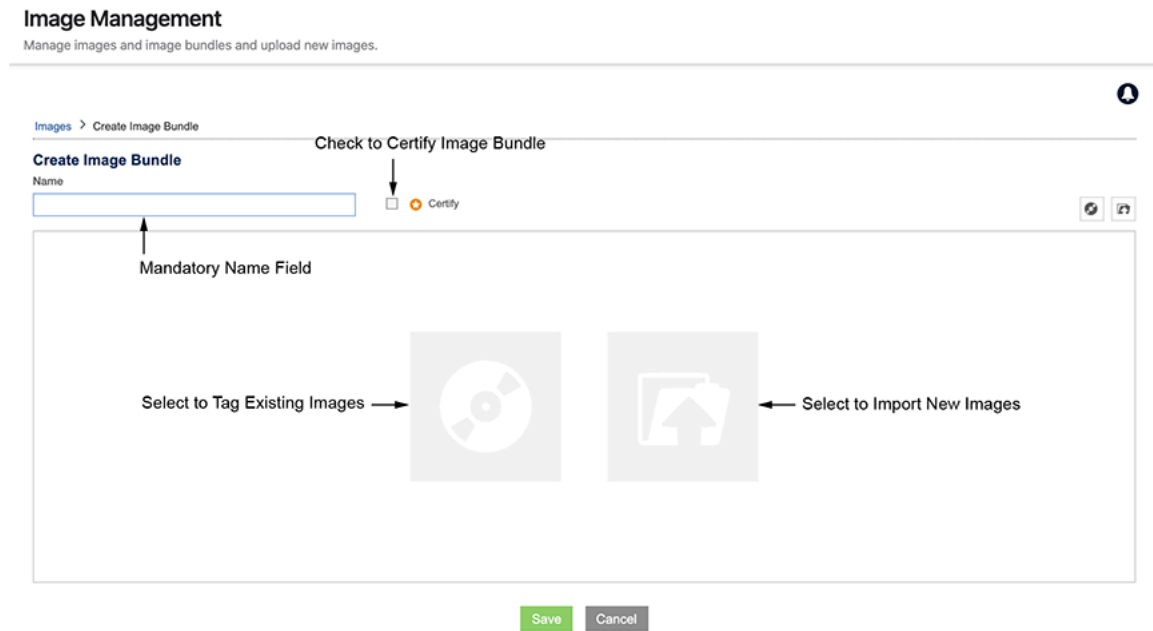 Image Management
Manage images and image bundles and upload new images.
Images > Create Image Bundle
Check to Certify Image Bundle
Create Image Bundle
Name
Certify
Mandatory Name Field
Select to Tag Existing Images
Select to Import New Images
Save
Cancel